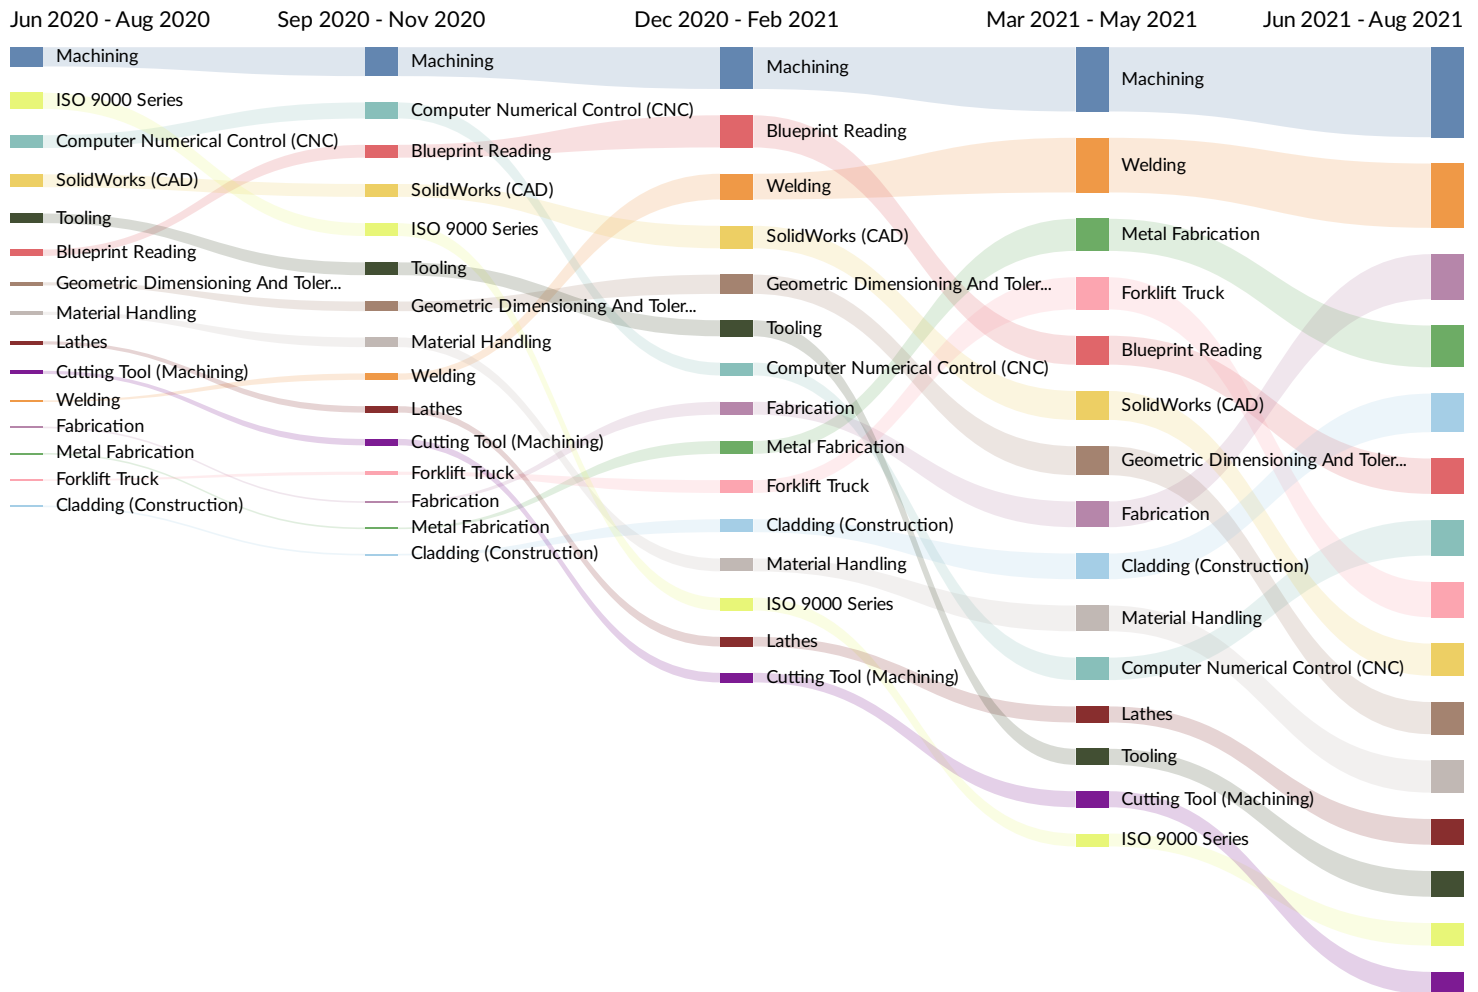 Jun 2020 - Aug 2020
Sep 2020 - Nov 2020
Dec 2020 - Feb 2021
Mar 2021 - May 2021
Jun 2021 - Aug 2021
Machining
ISO 9000 Series
Computer Numerical Control (CNC)
SolidWorks (CAD)
Tooling
Blueprint Reading
Geometric Dimensioning And Toler...
Material Handling
Lathes
Cutting Tool (Machining)
Welding
Fabrication
Metal Fabrication
Forklift Truck
Cladding (Construction)
Machining
Computer Numerical Control (CNC)
Blueprint Reading
SolidWorks (CAD)
ISO 9000 Series
Tooling
Geometric Dimensioning And Toler...
Material Handling
Welding
Lathes
Cutting Tool (Machining)
Forklift Truck
Fabrication
Metal Fabrication
Cladding (Construction)
Machining
Blueprint Reading
Welding
SolidWorks (CAD)
Geometric Dimensioning And Toler...
Tooling
Computer Numerical Control (CNC)
Fabrication
Metal Fabrication
Forklift Truck
Cladding (Construction)
Material Handling
ISO 9000 Series
Lathes
Cutting Tool (Machining)
Machining
Welding
Metal Fabrication
Forklift Truck
Blueprint Reading
SolidWorks (CAD)
Geometric Dimensioning And Toler...
Fabrication
Cladding (Construction)
Material Handling
Computer Numerical Control (CNC)
Lathes
Tooling
Cutting Tool (Machining)
ISO 9000 Series